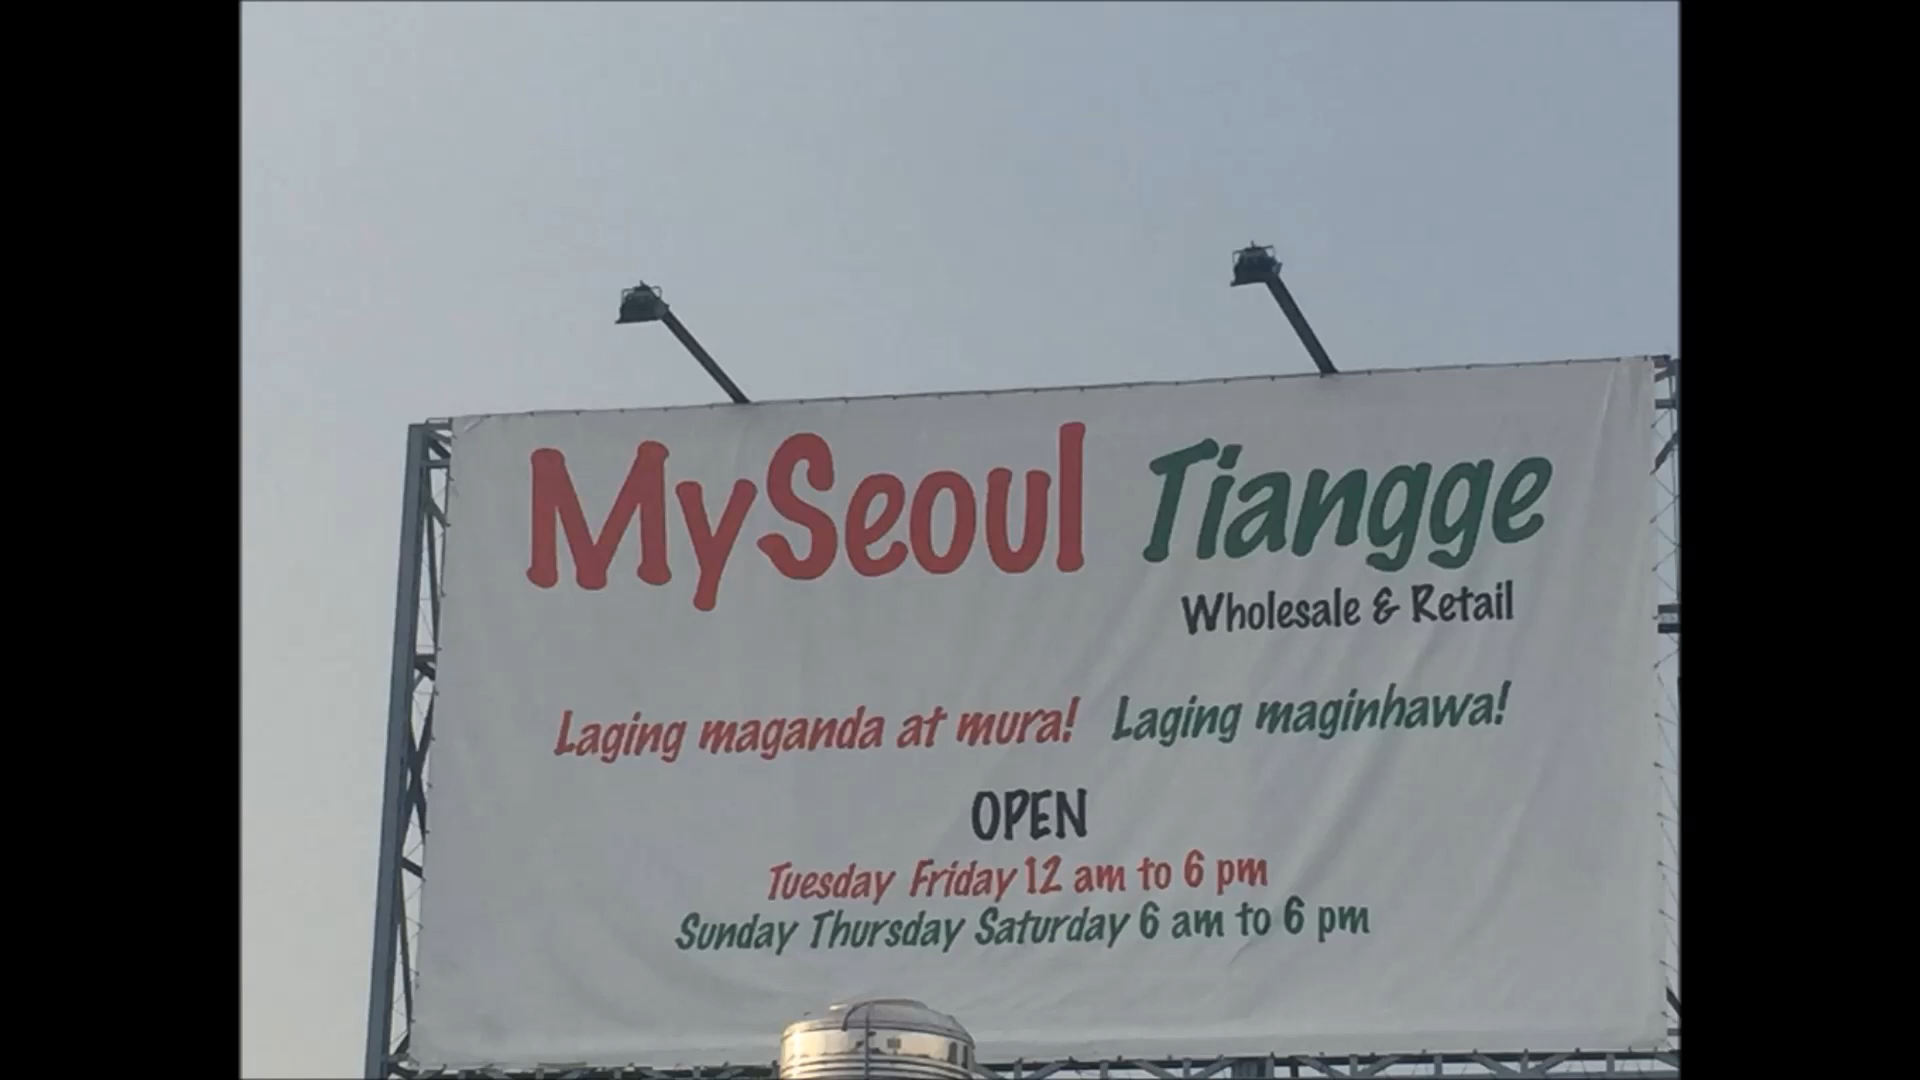 MySeoul Tiangge
Wholesale & Retail
Laging maganda at mura! Laging maginhawa!
OPEN
Tuesday Friday 12 am to 6 pm
Sunday Thursday Saturday 6 am to 6 pm